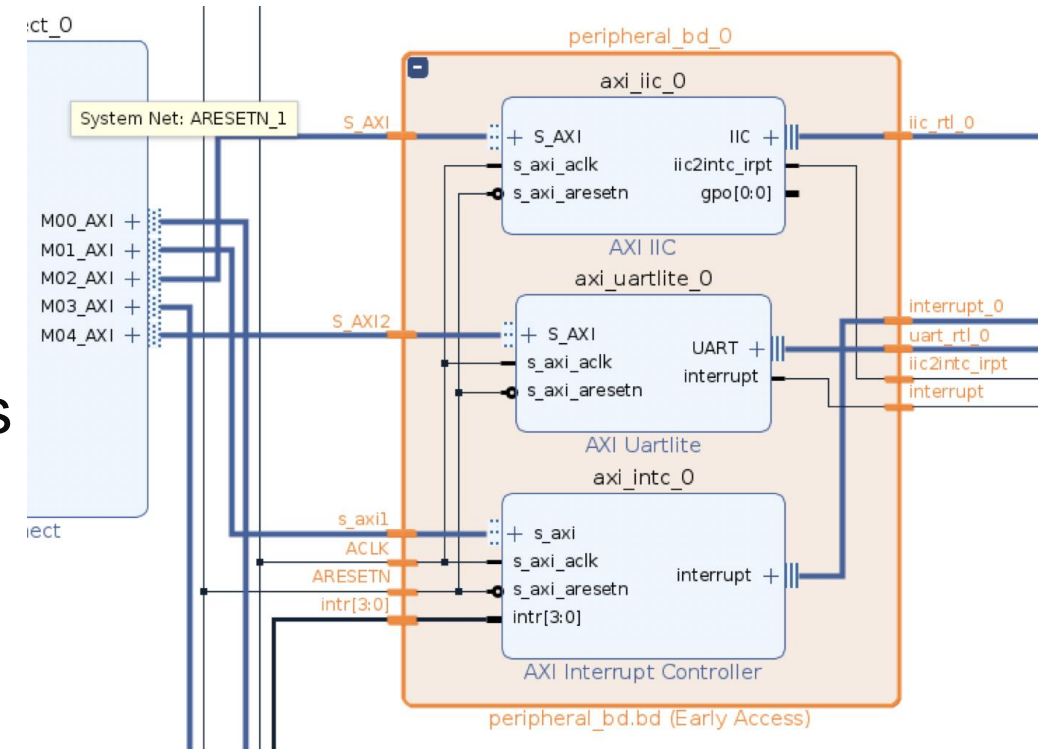 ect_0
System Net: ARESETN_1
M00_AXI
M01_AXI
M02_AXI
M03_AXI
M04_AXI
s
ect
peripheral_bd_0
S_AXI
S_AXI2
s_axi1
ACLK
ARESETN
intr[3:0]
axi_iic_0
S_AXI
IIC
s_axi_aclk
iic2intc_irpt
s_axi_aresetn
gpo[0:0]
AXI IIC
axi_uartlite_0
S_AXI
UART
s_axi_aclk
interrupt
s_axi_aresetn
AXI Uartlite
axi_intc_0
s_axi
s_axi_aclk
interrupt
s_axi_aresetn
intr[3:0]
AXI Interrupt Controller
iic_rtl_0
interrupt_0
uart_rtl_0
iic2intc_irpt
interrupt
peripheral_bd.bd (Early Access)